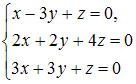 x − 3y + z = 0,
2x + 2y + 4z = 0
3x + 3y + z = 0